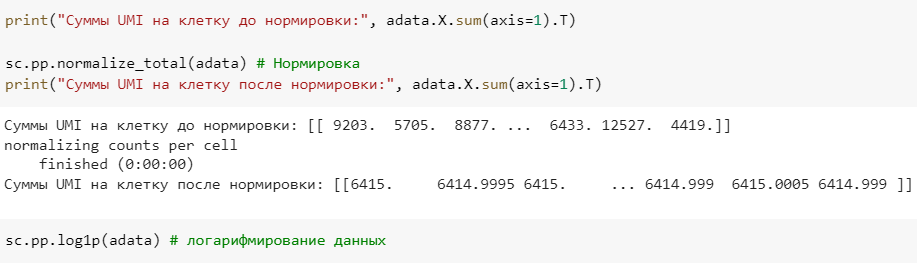 print("Суммы UMI на клетку до нормировки:", adata.X.sum(axis=1).T)
sc.pp.normalize_total(adata) # Нормировка
print("Суммы UMI на клетку после нормировки:", adata.X.sum(axis=1).T)
Суммы UMI на клетку до нормировки: [[ 9203.  5705.  8877. ...  6433. 12527.  4419.]]
normalizing counts per cell
    finished (0:00:00)
Суммы UMI на клетку после нормировки: [[6415.     6414.9995 6415.     ... 6414.999  6415.0005 6414.999 ]]
sc.pp.log1p(adata) # логарифмирование данных